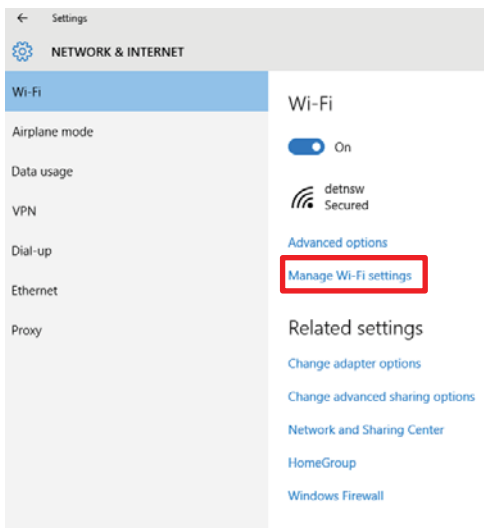 Settings
NETWORK & INTERNET
Wi-Fi
Airplane mode
Data usage
VPN
Dial-up
Ethernet
Proxy
Wi-Fi
On
detnsw
Secured
Advanced options
Manage Wi-Fi settings
Related settings
Change adapter options
Change advanced sharing options
Network and Sharing Center
HomeGroup
Windows Firewall